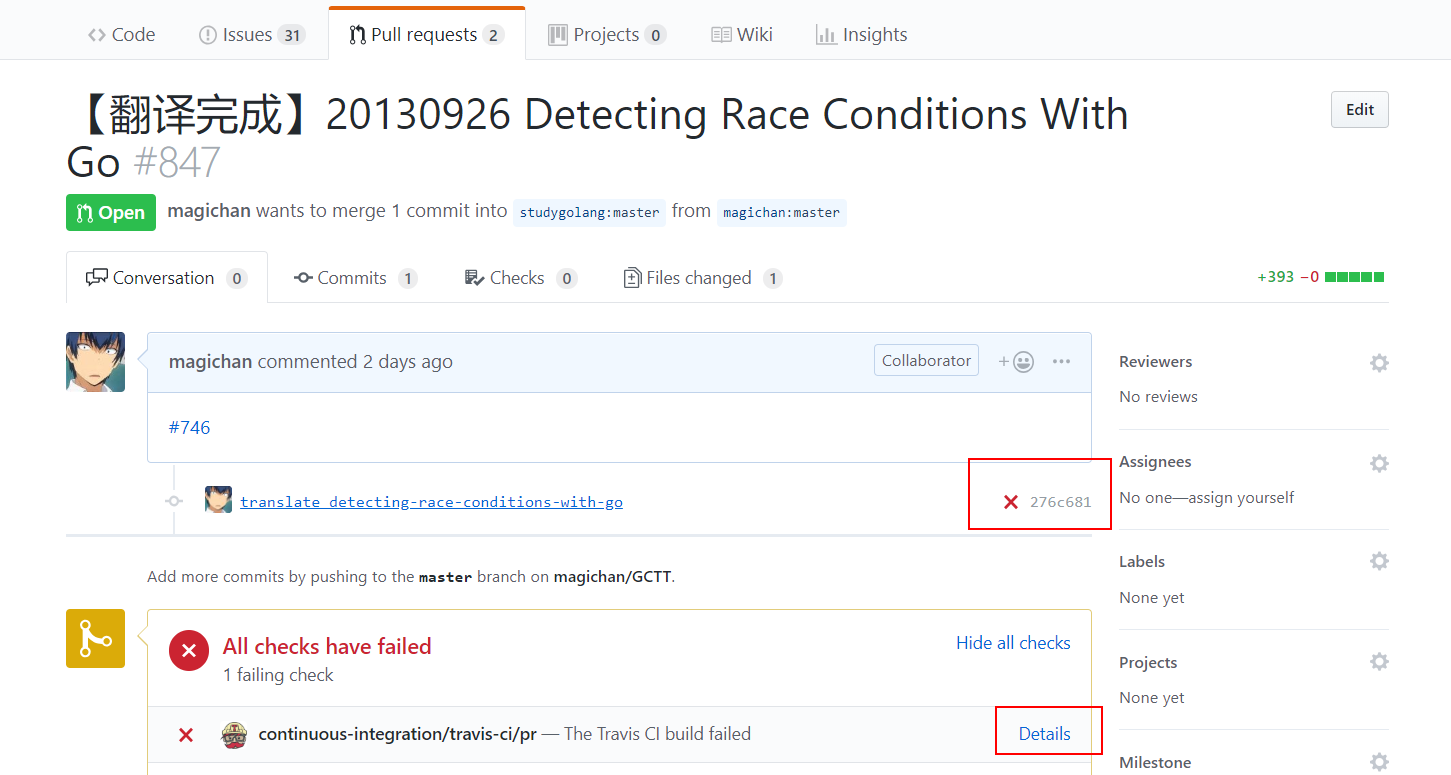 Code Issues 31 Pull requests 2 Projects 0 Wiki Insights
【翻译完成】20130926 Detecting Race Conditions With
Go #847
Edit
Open magichan wants to merge 1 commit into studygolang:master from magichan:master
Conversation 0 Commits 1 Checks 0 Files changed 1 +393 −0
magichan commented 2 days ago Collaborator
#746
translate detecting-race-conditions-with-go 276c681
Add more commits by pushing to the master branch on magichan/GCTT.
All checks have failed Hide all checks
1 failing check
continuous-integration/travis-ci/pr — The Travis CI build failed Details
Reviewers
No reviews
Assignees
No one—assign yourself
Labels
None yet
Projects
None yet
Milestone